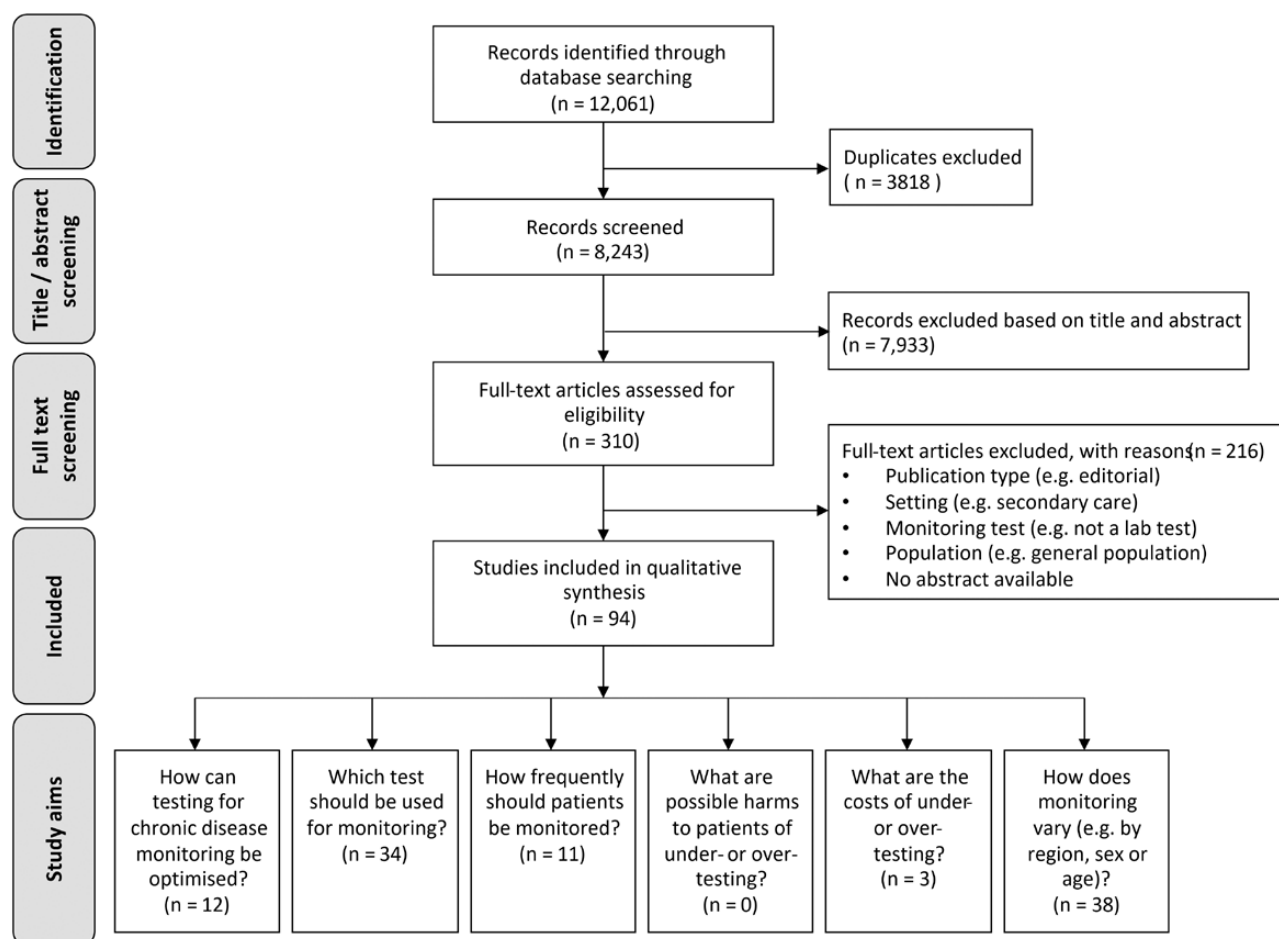 Identification
Records identified through
database searching
(n = 12,061)
Duplicates excluded
( n = 3818 )
Title / abstract
screening
Records screened
(n = 8,243)
Records excluded based on title and abstract
(n = 7,933)
Full text
screening
Full-text articles assessed for
eligibility
(n = 310)
Full-text articles excluded, with reasons(n = 216)
• Publication type (e.g. editorial)
• Setting (e.g. secondary care)
• Monitoring test (e.g. not a lab test)
• Population (e.g. general population)
• No abstract available
Included
Studies included in qualitative
synthesis
(n = 94)
Study aims
How can
testing for
chronic disease
monitoring be
optimised?
(n = 12)
Which test
should be used
for monitoring?
(n = 34)
How frequently
should patients
be monitored?
(n = 11)
What are
possible harms
to patients of
under- or over-
testing?
(n = 0)
What are the
costs of under-
or over-
testing?
(n = 3)
How does
monitoring
vary (e.g. by
region, sex or
age)?
(n = 38)